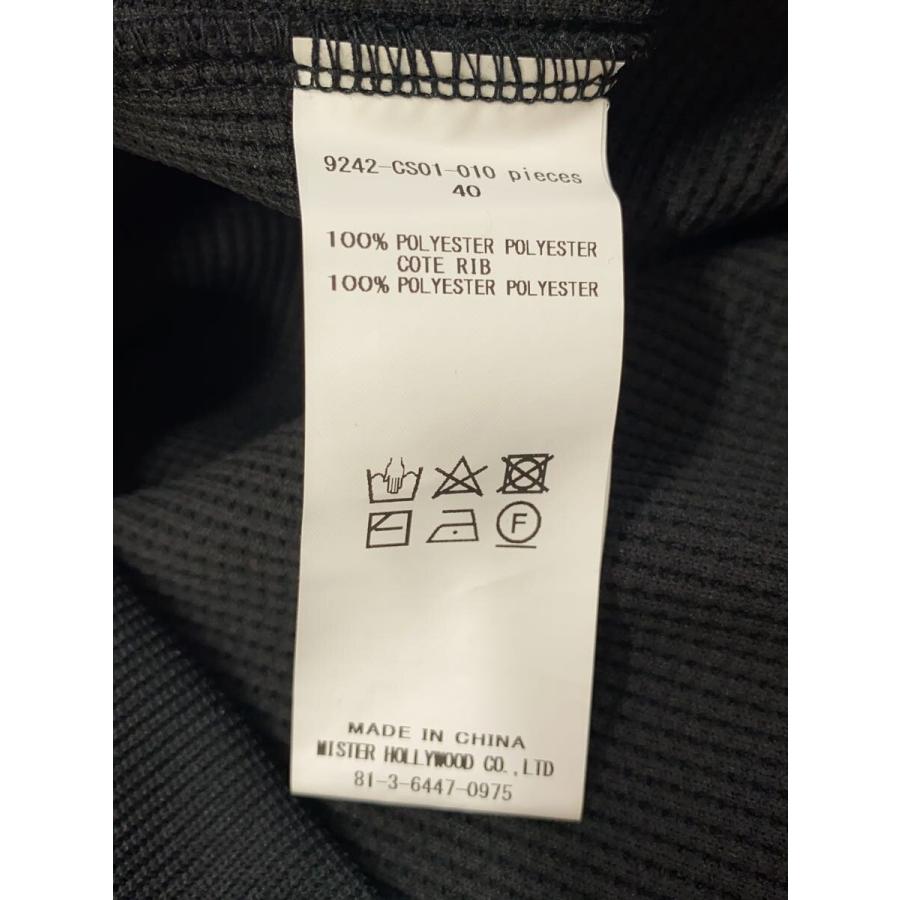 9242-CS01-010 pieces
40
100% POLYESTER POLYESTER
COTE RIB
100% POLYESTER POLYESTER
F
MADE IN CHINA
MISTER HOLLYWOOD CO.,LTD
81-3-6447-0975